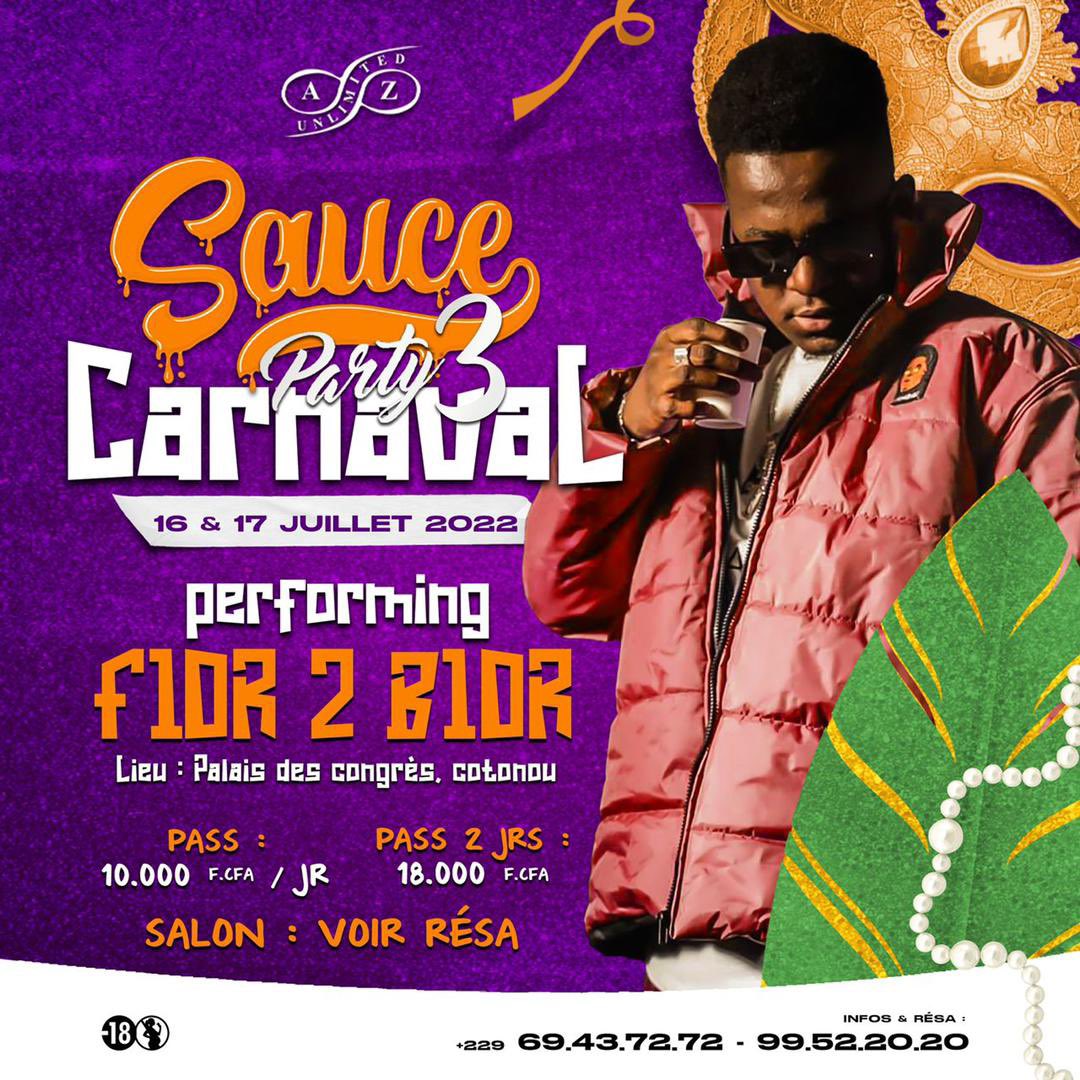 A UNLIMITED Z
Sauce
Party 3
Carnaval
16 & 17 JUILLET 2022
performing
F1OR 2 B1OR
Lieu : Palais des congrès, cotonou
PASS : PASS 2 JRS :
10.000 F.CFA / JR 18.000 F.CFA
SALON : VOIR RÉSA
-18
INFOS & RÉSA :
+229 69.43.72.72 - 99.52.20.20